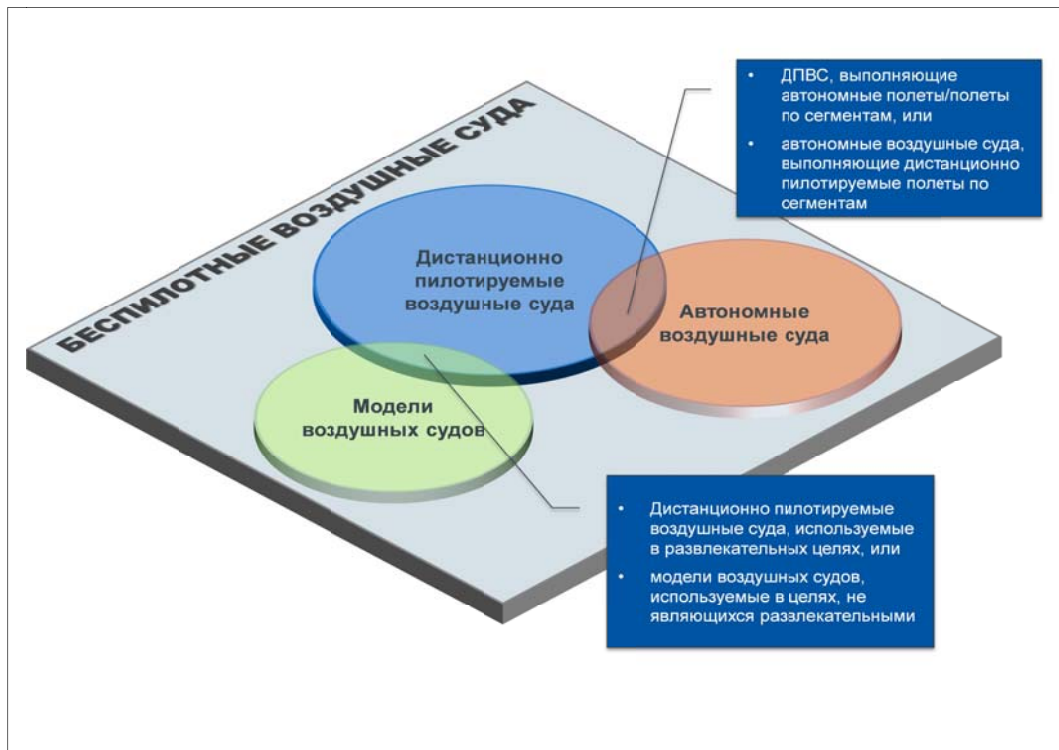 БЕСПИЛОТНЫЕ ВОЗДУШНЫЕ СУДА
• ДПВС, выполняющие
автономные полеты/полеты
по сегментам, или
• автономные воздушные суда,
выполняющие дистанционно
пилотируемые полеты по
сегментам
Дистанционно
пилотируемые
воздушные суда
Автономные
воздушные суда
Модели
воздушных судов
• Дистанционно пилотируемые
воздушные суда, используемые
в развлекательных целях, или
• модели воздушных судов,
используемые в целях, не
являющихся развлекательными